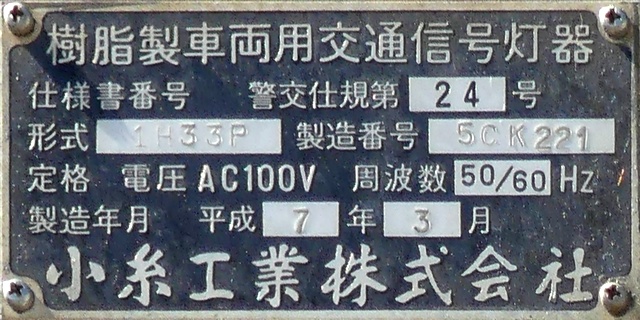 樹脂製車両用交通信号灯器
仕様書番号 警交仕規第 24 号
形式 1H33P 製造番号 5CK221
定格 電圧 AC100V 周波数 50/60 Hz
製造年月 平成 7 年 3 月
小糸工業株式会社